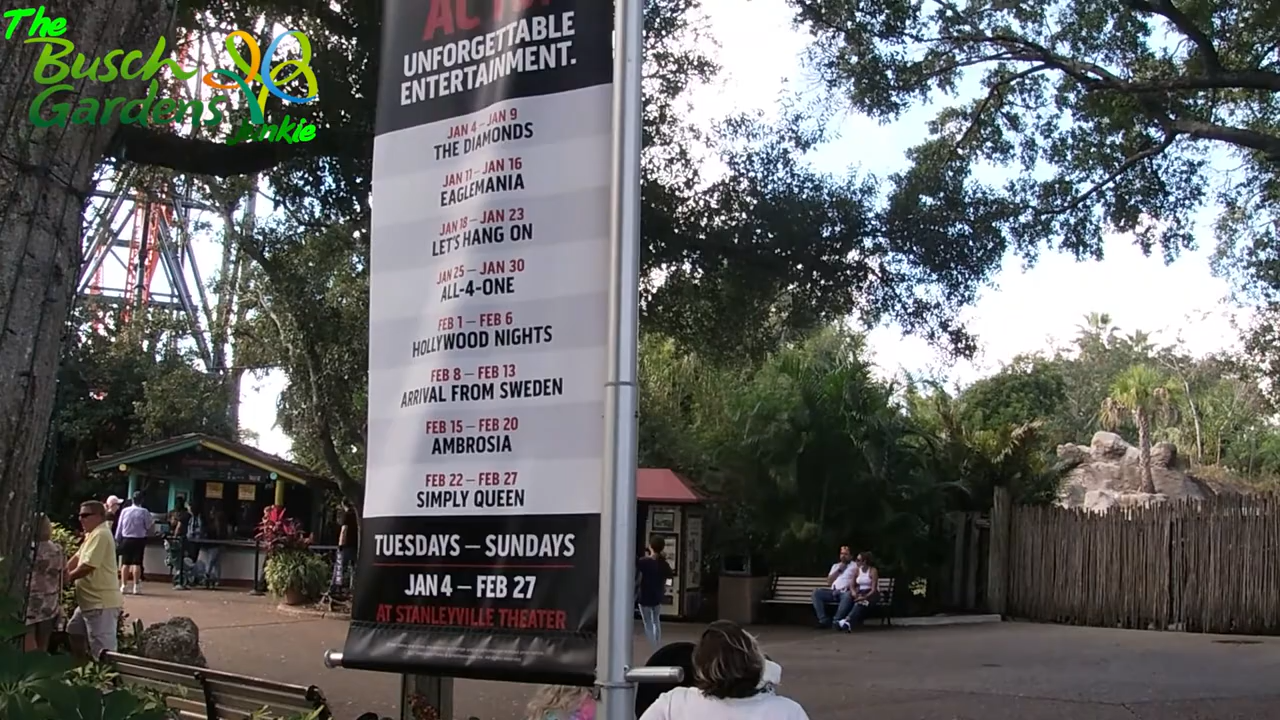 The
Busch
Gardens
Junkie
UNFORGETTABLE
ENTERTAINMENT.
JAN 4 – JAN 9
THE DIAMONDS
JAN 11 – JAN 16
EAGLEMANIA
JAN 18 – JAN 23
LET'S HANG ON
JAN 25 – JAN 30
ALL-4-ONE
FEB 1 – FEB 6
HOLLYWOOD NIGHTS
FEB 8 – FEB 13
ARRIVAL FROM SWEDEN
FEB 15 – FEB 20
AMBROSIA
FEB 22 – FEB 27
SIMPLY QUEEN
TUESDAYS – SUNDAYS
JAN 4 – FEB 27
AT STANLEYVILLE THEATER